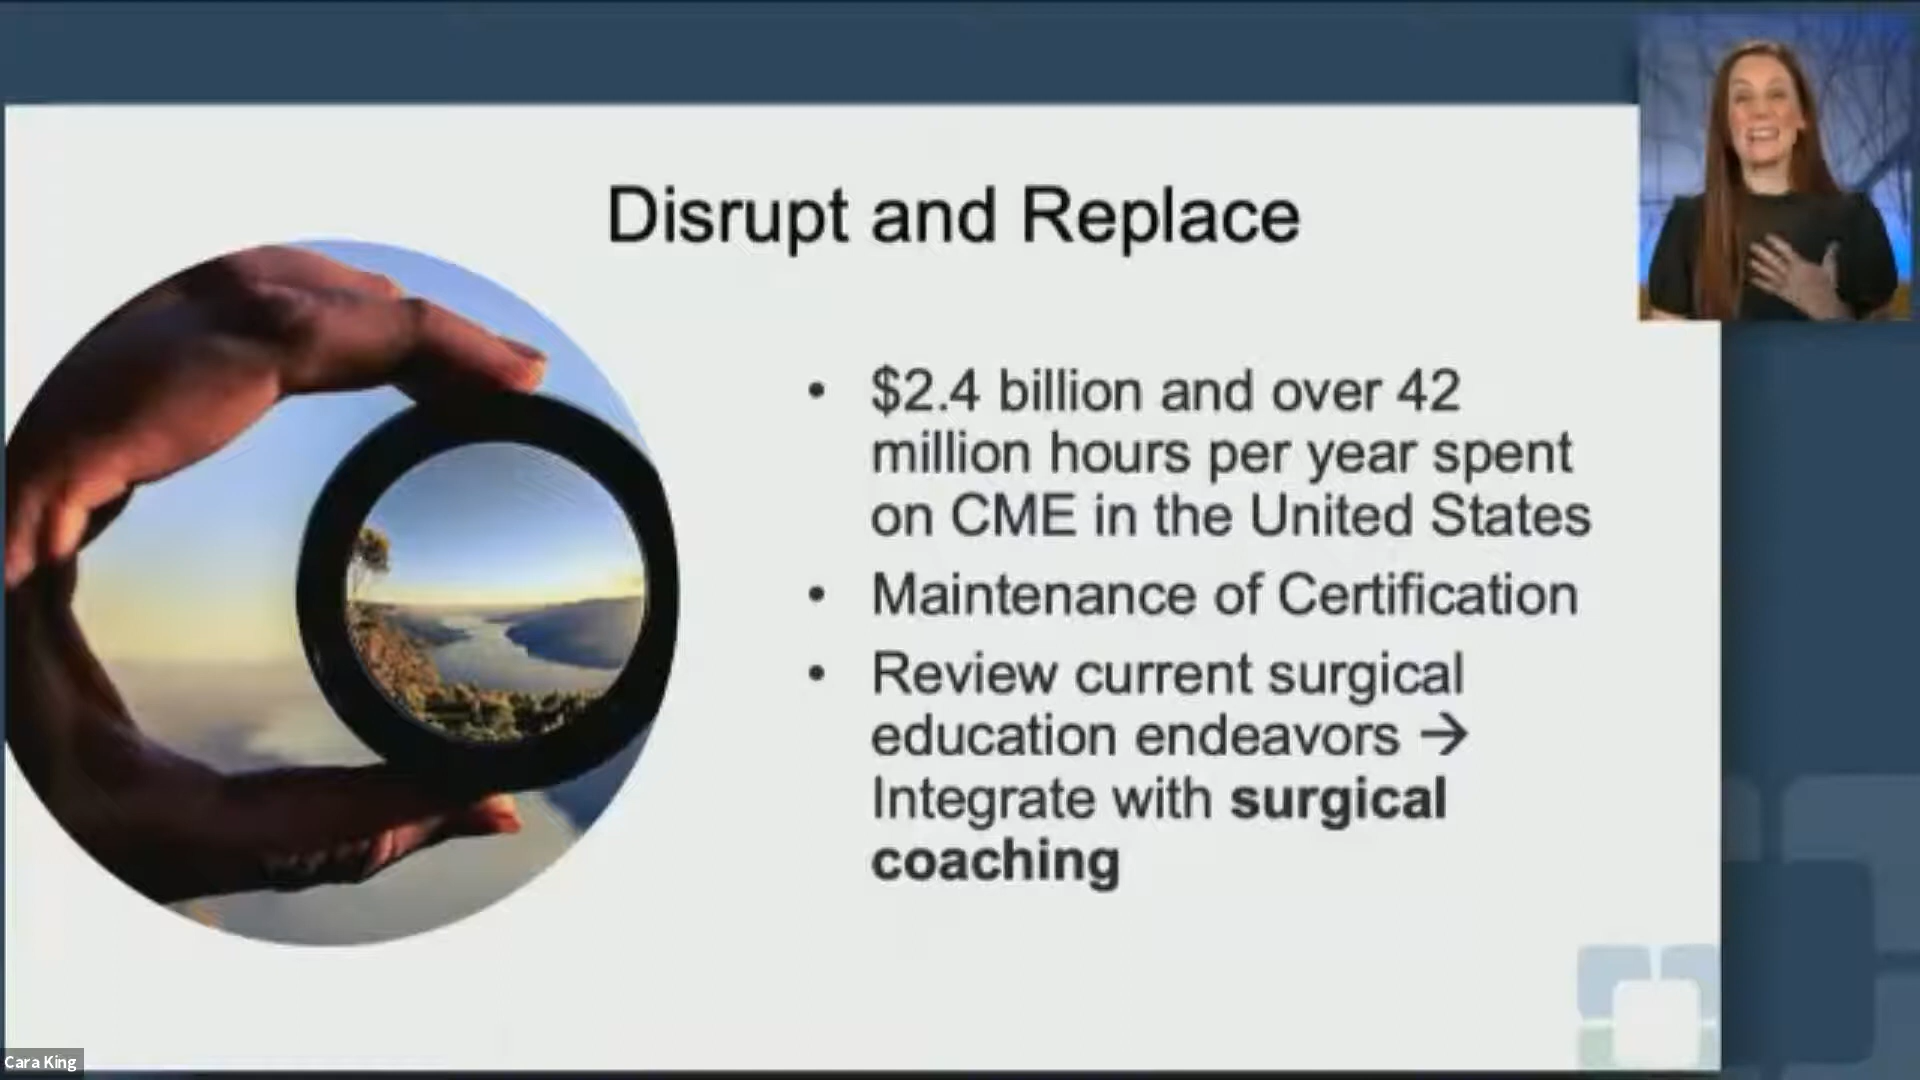 Disrupt and Replace
• $2.4 billion and over 42
million hours per year spent
on CME in the United States
• Maintenance of Certification
• Review current surgical
education endeavors →
Integrate with surgical
coaching
Cara King